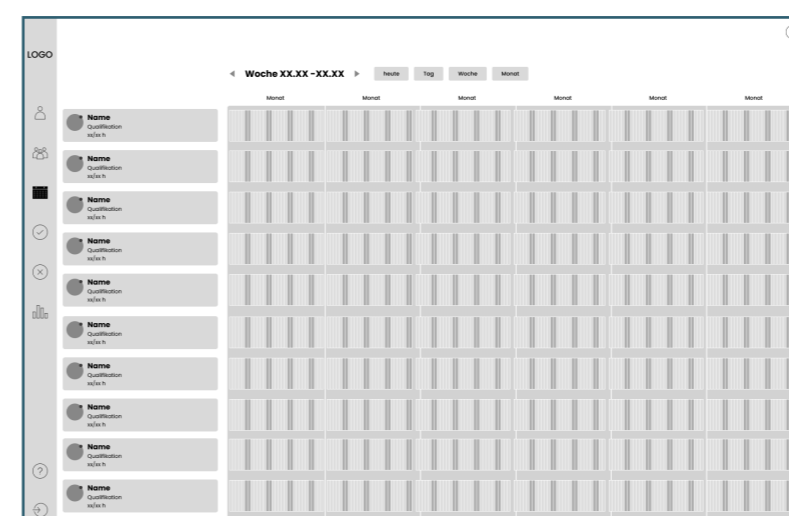 LOGO
Woche XX.XX -XX.XX heute Tag Woche Monat
Monat Monat Monat Monat Monat Monat
Name
Qualifikation
xx/xx h
Name
Qualifikation
xx/xx h
Name
Qualifikation
xx/xx h
Name
Qualifikation
xx/xx h
Name
Qualifikation
xx/xx h
Name
Qualifikation
xx/xx h
Name
Qualifikation
xx/xx h
Name
Qualifikation
xx/xx h
Name
Qualifikation
xx/xx h
Name
Qualifikation
xx/xx h